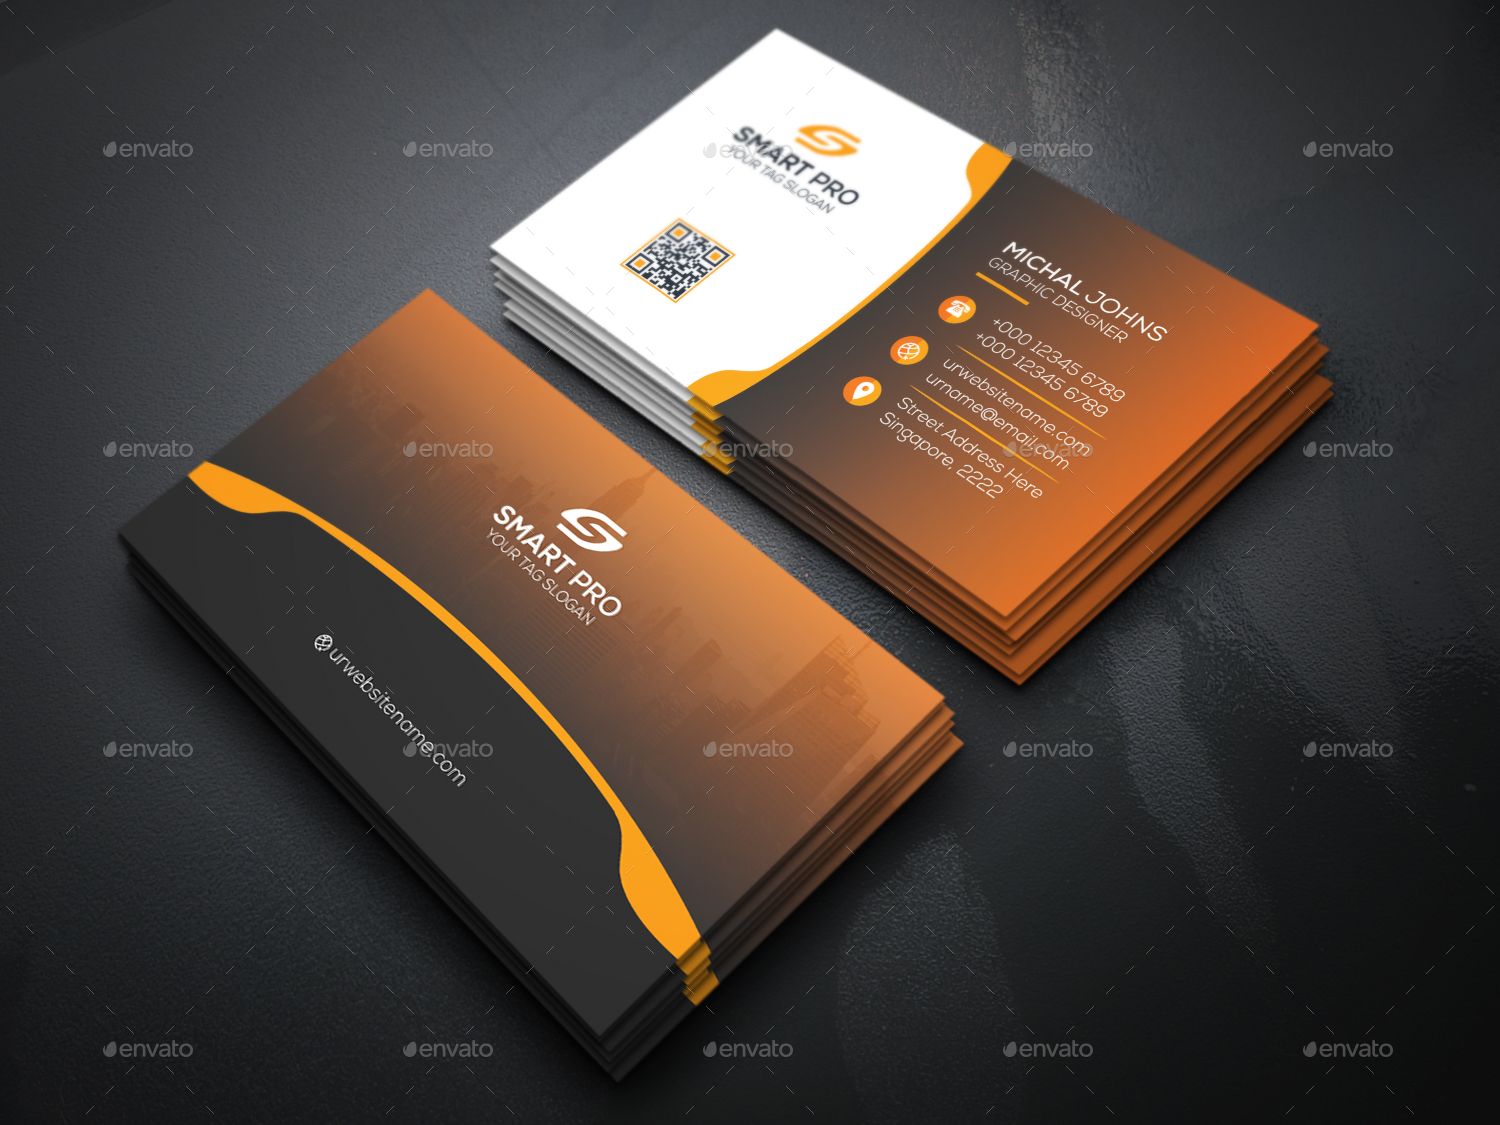 SMART PRO
YOUR TAG SLOGAN
MICHAL JOHNS
GRAPHIC DESIGNER
+000 12345 6789
+000 12345 6789
urwebsitename.com
urname@email.com
Street Address Here
Singapore, 2222
SMART PRO
YOUR TAG SLOGAN
urwebsitename.com
envato envato envato envato envato
envato envato envato envato envato
envato envato envato envato envato
envato envato envato envato envato